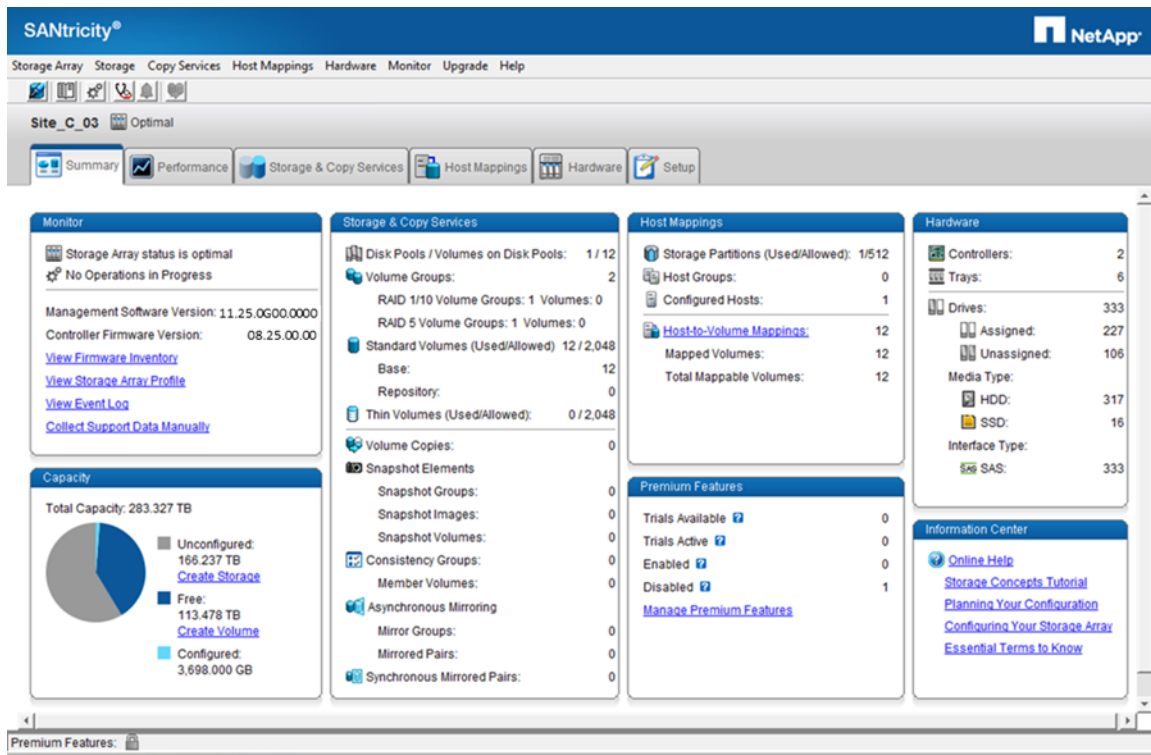 SANtricity®
NetApp·
Storage Array Storage Copy Services Host Mappings Hardware Monitor Upgrade Help
Site_C_03 Optimal
Summary Performance Storage & Copy Services Host Mappings Hardware Setup
Monitor
Storage Array status is optimal
No Operations in Progress
Management Software Version: 11.25.0G00.0000
Controller Firmware Version: 08.25.00.00
View Firmware Inventory
View Storage Array Profile
View Event Log
Collect Support Data Manually
Capacity
Total Capacity: 283.327 TB
Unconfigured:
166.237 TB
Create Storage
Free:
113.478 TB
Create Volume
Configured:
3,698.000 GB
Storage & Copy Services
Disk Pools / Volumes on Disk Pools: 1 / 12
Volume Groups: 2
RAID 1/10 Volume Groups: 1 Volumes: 0
RAID 5 Volume Groups: 1 Volumes: 0
Standard Volumes (Used/Allowed) 12 / 2,048
Base: 12
Repository: 0
Thin Volumes (Used/Allowed): 0 / 2,048
Volume Copies: 0
Snapshot Elements
Snapshot Groups: 0
Snapshot Images: 0
Snapshot Volumes: 0
Consistency Groups: 0
Member Volumes: 0
Asynchronous Mirroring
Mirror Groups: 0
Mirrored Pairs: 0
Synchronous Mirrored Pairs: 0
Host Mappings
Storage Partitions (Used/Allowed): 1/512
Host Groups: 0
Configured Hosts: 1
Host-to-Volume Mappings: 12
Mapped Volumes: 12
Total Mappable Volumes: 12
Premium Features
Trials Available ? 0
Trials Active ? 0
Enabled ? 0
Disabled ? 1
Manage Premium Features
Hardware
Controllers: 2
Trays: 6
Drives: 333
Assigned: 227
Unassigned: 106
Media Type:
HDD: 317
SSD: 16
Interface Type:
SAS SAS: 333
Information Center
? Online Help
Storage Concepts Tutorial
Planning Your Configuration
Configuring Your Storage Array
Essential Terms to Know
Premium Features: